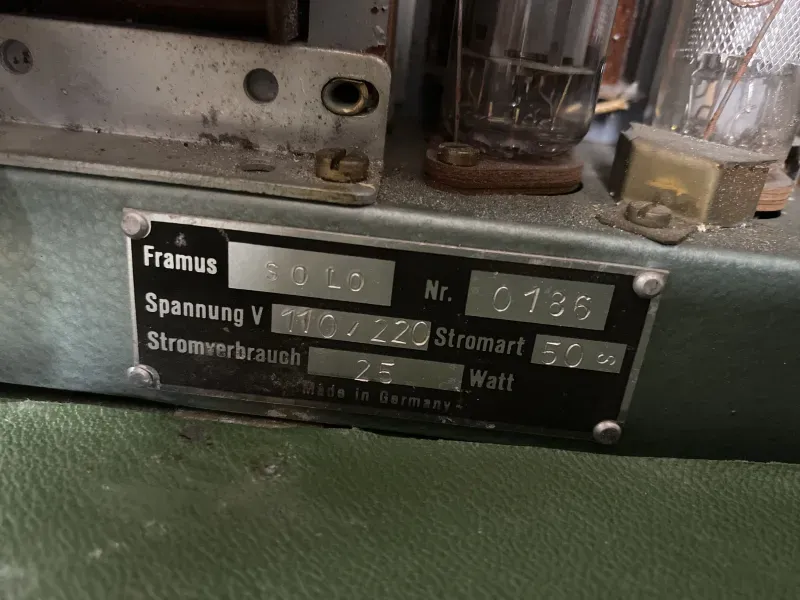 Framus SOLO Nr. 0186
Spannung V 110/220 Stromart 50 ∾
Stromverbrauch 25 Watt
Made in Germany